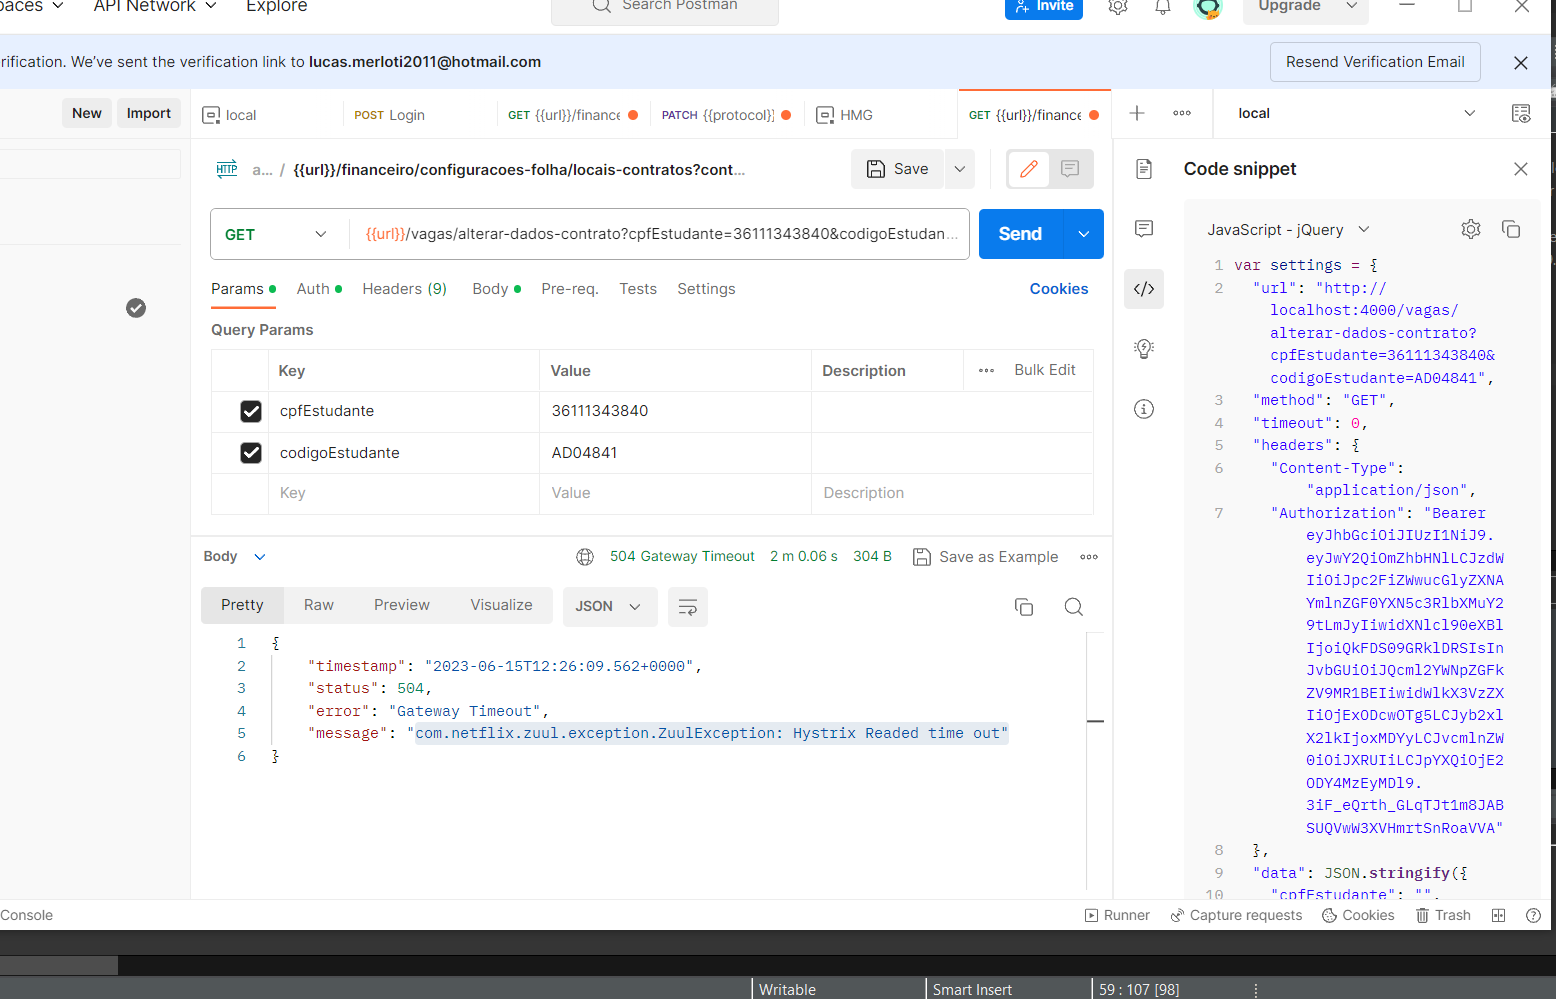 paces API Network Explore Search Postman Invite Upgrade
rification. We've sent the verification link to lucas.merloti2011@hotmail.com Resend Verification Email
New Import local POST Login GET {{url}}/finance PATCH {{protocol}} HMG GET {{url}}/finance local
HTTP a... / {{url}}/financeiro/configuracoes-folha/locais-contratos?cont... Save
GET {{url}}/vagas/alterar-dados-contrato?cpfEstudante=36111343840&codigoEstudan... Send
Params Auth Headers (9) Body Pre-req. Tests Settings Cookies
Query Params
Key Value Description Bulk Edit
cpfEstudante 36111343840
codigoEstudante AD04841
Key Value Description
Body 504 Gateway Timeout 2 m 0.06 s 304 B Save as Example
Pretty Raw Preview Visualize JSON
1 {
2 "timestamp": "2023-06-15T12:26:09.562+0000",
3 "status": 504,
4 "error": "Gateway Timeout",
5 "message": "com.netflix.zuul.exception.ZuulException: Hystrix Readed time out"
6 }
Code snippet
JavaScript - jQuery
1 var settings = {
2 "url": "http://
localhost:4000/vagas/
alterar-dados-contrato?
cpfEstudante=36111343840&
codigoEstudante=AD04841",
3 "method": "GET",
4 "timeout": 0,
5 "headers": {
6 "Content-Type":
"application/json",
7 "Authorization": "Bearer
eyJhbGciOiJIUzI1NiJ9.
eyJwY2QiOmZhbHNlLCJzdW
IiOiJpc2FiZWwucGlyZXNA
YmlnZGF0YXN5c3RlbXMuY2
9tLmJyIiwidXNlcl90eXBl
IjoiQkFDS09GRklDRSIsIn
JvbGUiOiJQcml2YWNpZGFk
ZV9MR1BEIiwidWlkX3VzZX
IiOjExODcwOTg5LCJyb2xl
X2lkIjoxMDYyLCJvcmlnZW
0iOiJXRUIiLCJpYXQiOjE2
ODY4MzEyMDl9.
3iF_eQrth_GLqTJt1m8JAB
SUQVwW3XVHmrtSnRoaVVA"
8 },
9 "data": JSON.stringify({
10 "cpfEstudante": "",
Console Runner Capture requests Cookies Trash
Writable Smart Insert 59 : 107 [98]